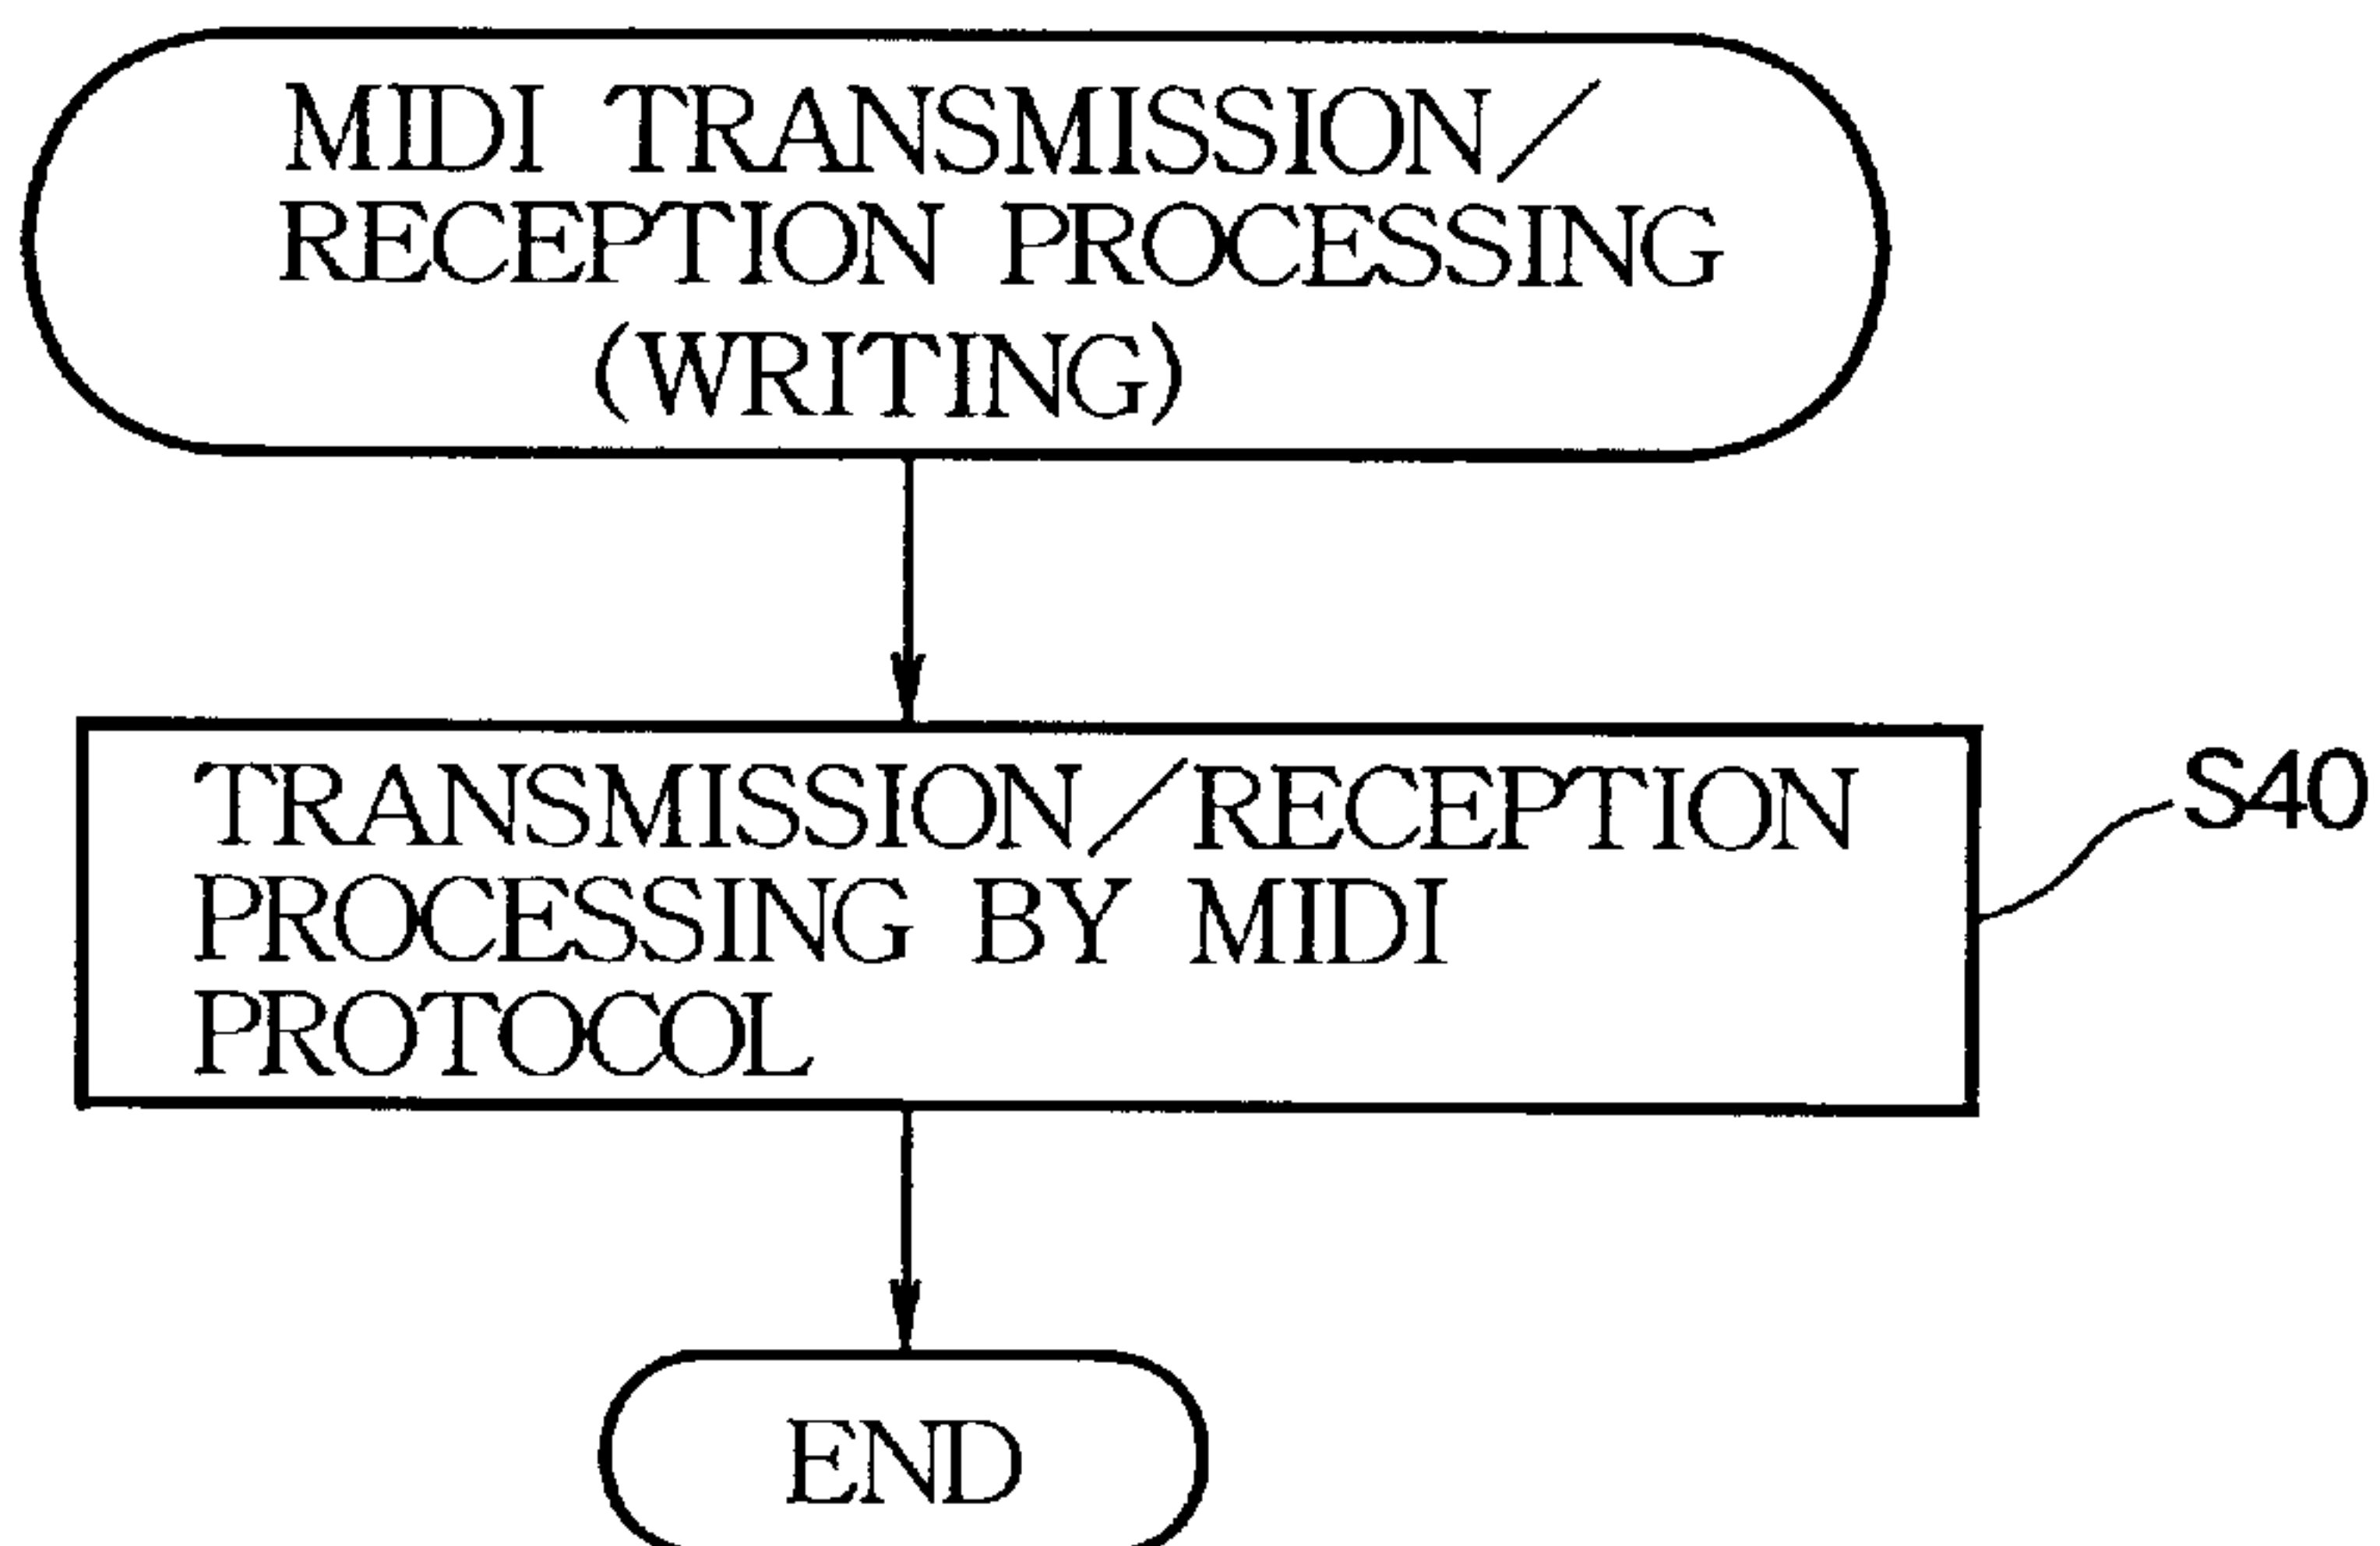 MIDI TRANSMISSION/
RECEPTION PROCESSING
(WRITING)
TRANSMISSION/RECEPTION
PROCESSING BY MIDI
PROTOCOL
S40
END